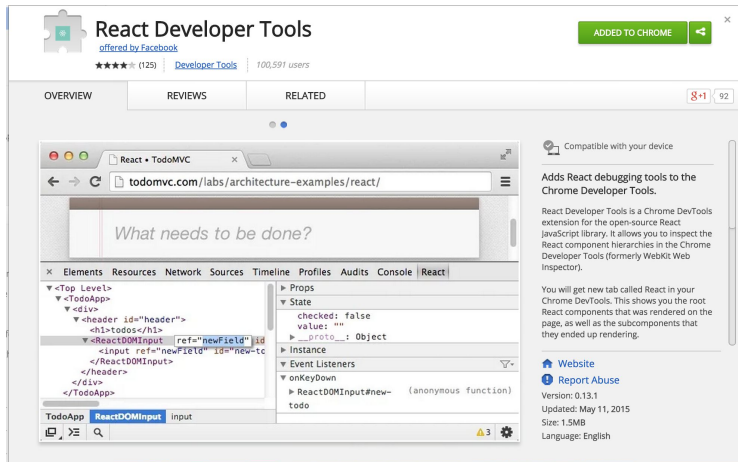 React Developer Tools
offered by Facebook
(125) Developer Tools 100,591 users
ADDED TO CHROME
OVERVIEW REVIEWS RELATED
g+1 92
React • TodoMVC ×
todomvc.com/labs/architecture-examples/react/
What needs to be done?
× Elements Resources Network Sources Timeline Profiles Audits Console React
▼<Top Level>
▼<TodoApp>
▼<div>
▼<header id="header">
<h1>todos</h1>
▼<ReactDOMInput ref="newField" id
<input ref="newField" id="new-to
</ReactDOMInput>
</header>
</div>
</TodoApp>
▶ Props
▼ State
checked: false
value: ""
▶ __proto__: Object
▶ Instance
▼ Event Listeners
▼ onKeyDown
▶ ReactDOMInput#new- (anonymous function)
todo
TodoApp ReactDOMInput input
3
Compatible with your device
Adds React debugging tools to the
Chrome Developer Tools.
React Developer Tools is a Chrome DevTools
extension for the open-source React
JavaScript library. It allows you to inspect the
React component hierarchies in the Chrome
Developer Tools (formerly WebKit Web
Inspector).
You will get new tab called React in your
Chrome DevTools. This shows you the root
React components that was rendered on the
page, as well as the subcomponents that
they ended up rendering.
Website
Report Abuse
Version: 0.13.1
Updated: May 11, 2015
Size: 1.5MB
Language: English